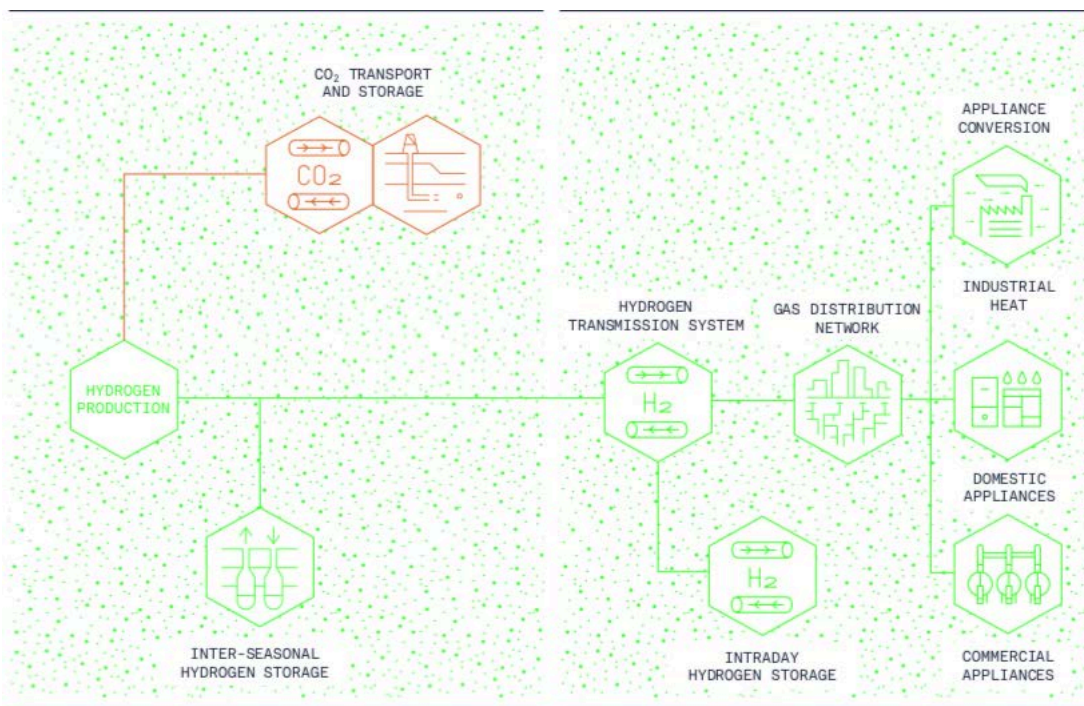 CO₂ TRANSPORT
AND STORAGE
CO₂
HYDROGEN
PRODUCTION
INTER-SEASONAL
HYDROGEN STORAGE
HYDROGEN
TRANSMISSION SYSTEM
H₂
GAS DISTRIBUTION
NETWORK
H₂
INTRADAY
HYDROGEN STORAGE
APPLIANCE
CONVERSION
INDUSTRIAL
HEAT
DOMESTIC
APPLIANCES
COMMERCIAL
APPLIANCES